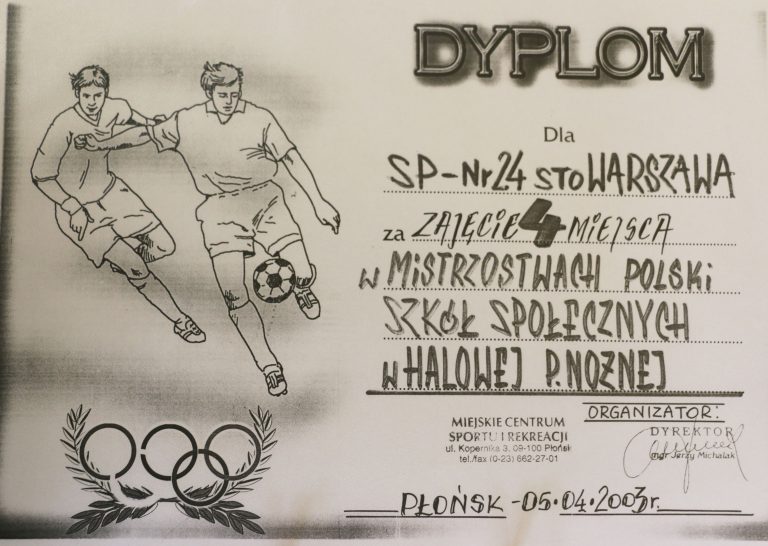 DYPLOM
Dla
SP-Nr 24 STO WARSZAWA
za ZAJĘCIE 4 MIEJSCA
w MISTRZOSTWACH POLSKI
SZKÓŁ SPOŁECZNYCH
w HALOWEJ P. NOŻNEJ
ORGANIZATOR:
MIEJSKIE CENTRUM
SPORTU I REKREACJI
ul. Kopernika 3, 09-100 Płońsk
tel./fax (0-23) 662-27-01
DYREKTOR
mgr Jerzy Michalak
PŁOŃSK - 05.04.2003r.